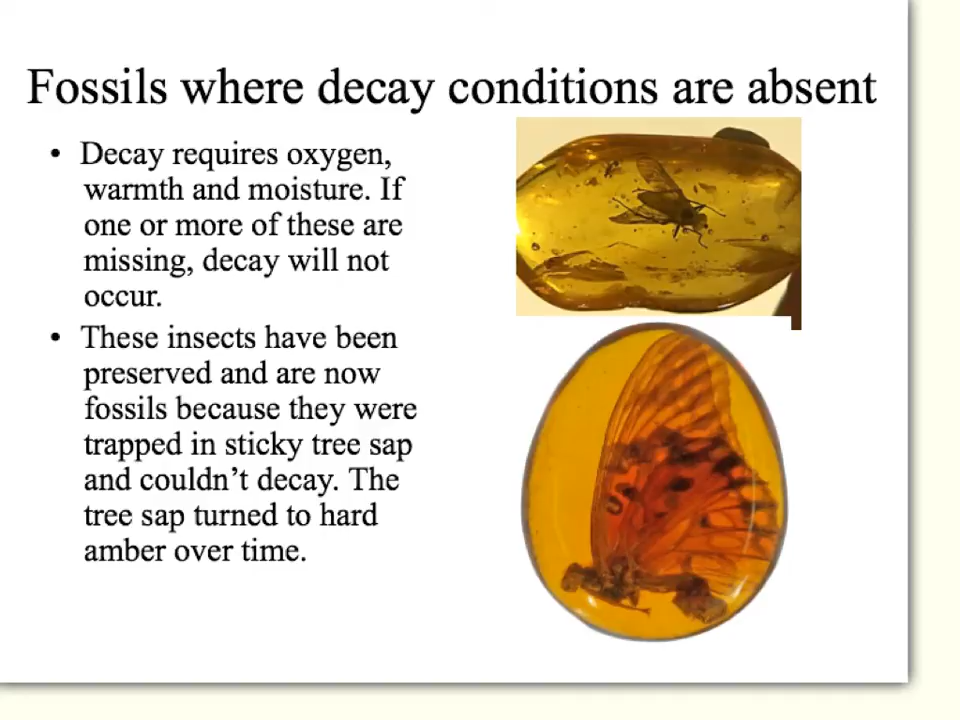 Fossils where decay conditions are absent
• Decay requires oxygen,
warmth and moisture. If
one or more of these are
missing, decay will not
occur.
• These insects have been
preserved and are now
fossils because they were
trapped in sticky tree sap
and couldn’t decay. The
tree sap turned to hard
amber over time.